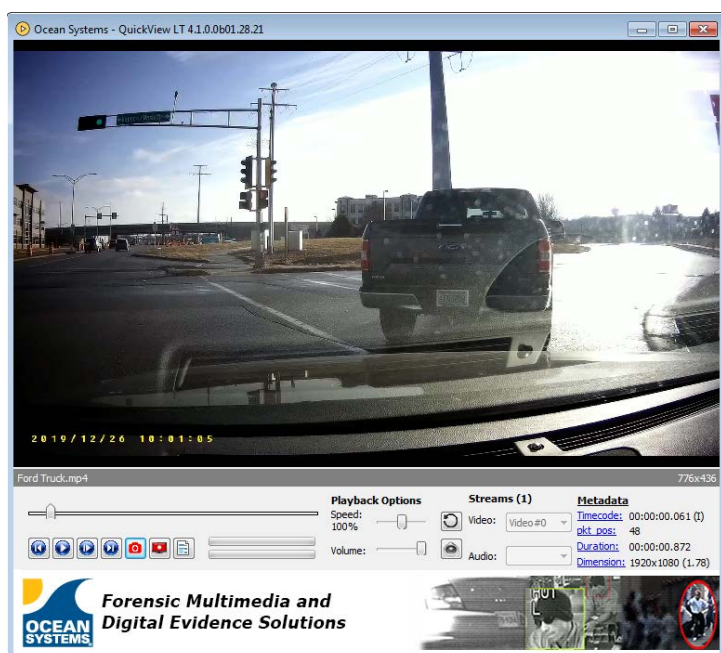 Ocean Systems - QuickView LT 4.1.0.0b01.28.21
2019/12/26 10:01:05
Ford Truck.mp4 776x436
Playback Options
Speed:
100%
Volume:
Streams (1)
Video: Video#0
Audio:
Metadata
Timecode: 00:00:00.061 (I)
pkt_pos: 48
Duration: 00:00:00.872
Dimension: 1920x1080 (1.78)
OCEAN
SYSTEMS
Forensic Multimedia and
Digital Evidence Solutions